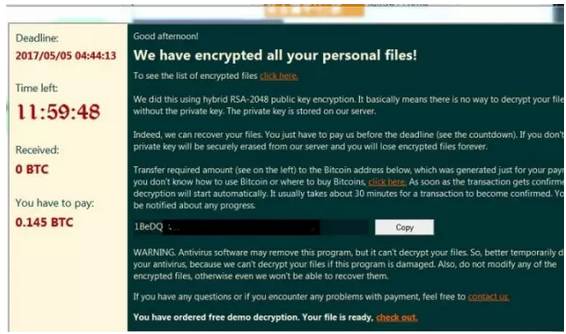 Deadline:
2017/05/05 04:44:13
Time left:
11:59:48
Received:
0 BTC
You have to pay:
0.145 BTC
Good afternoon!
We have encrypted all your personal files!
To see the list of encrypted files click here.
We did this using hybrid RSA-2048 public key encryption. It basically means there is no way to decrypt your file
without the private key. The private key is stored on our server.
Indeed, we can recover your files. You just have to pay us before the deadline (see the countdown). If you don't
private key will be securely erased from our server and you will lose encrypted files forever.
Transfer required amount (see on the left) to the Bitcoin address below, which was generated just for your pay
you don't know how to use Bitcoin or where to buy Bitcoins, click here. As soon as the transaction gets confirme
decryption will start automatically. It usually takes about 30 minutes for a transaction to become confirmed. Yo
be notified about any progress.
1BeDQ
Copy
WARNING. Antivirus software may remove this program, but it can't decrypt your files. So, better temporarily d
your antivirus, because we can't decrypt your files if this program is damaged. Also, do not modify any of the
encrypted files, otherwise even we won't be able to recover them.
If you have any questions or if you encounter any problems with payment, feel free to contact us.
You have ordered free demo decryption. Your file is ready, check out.